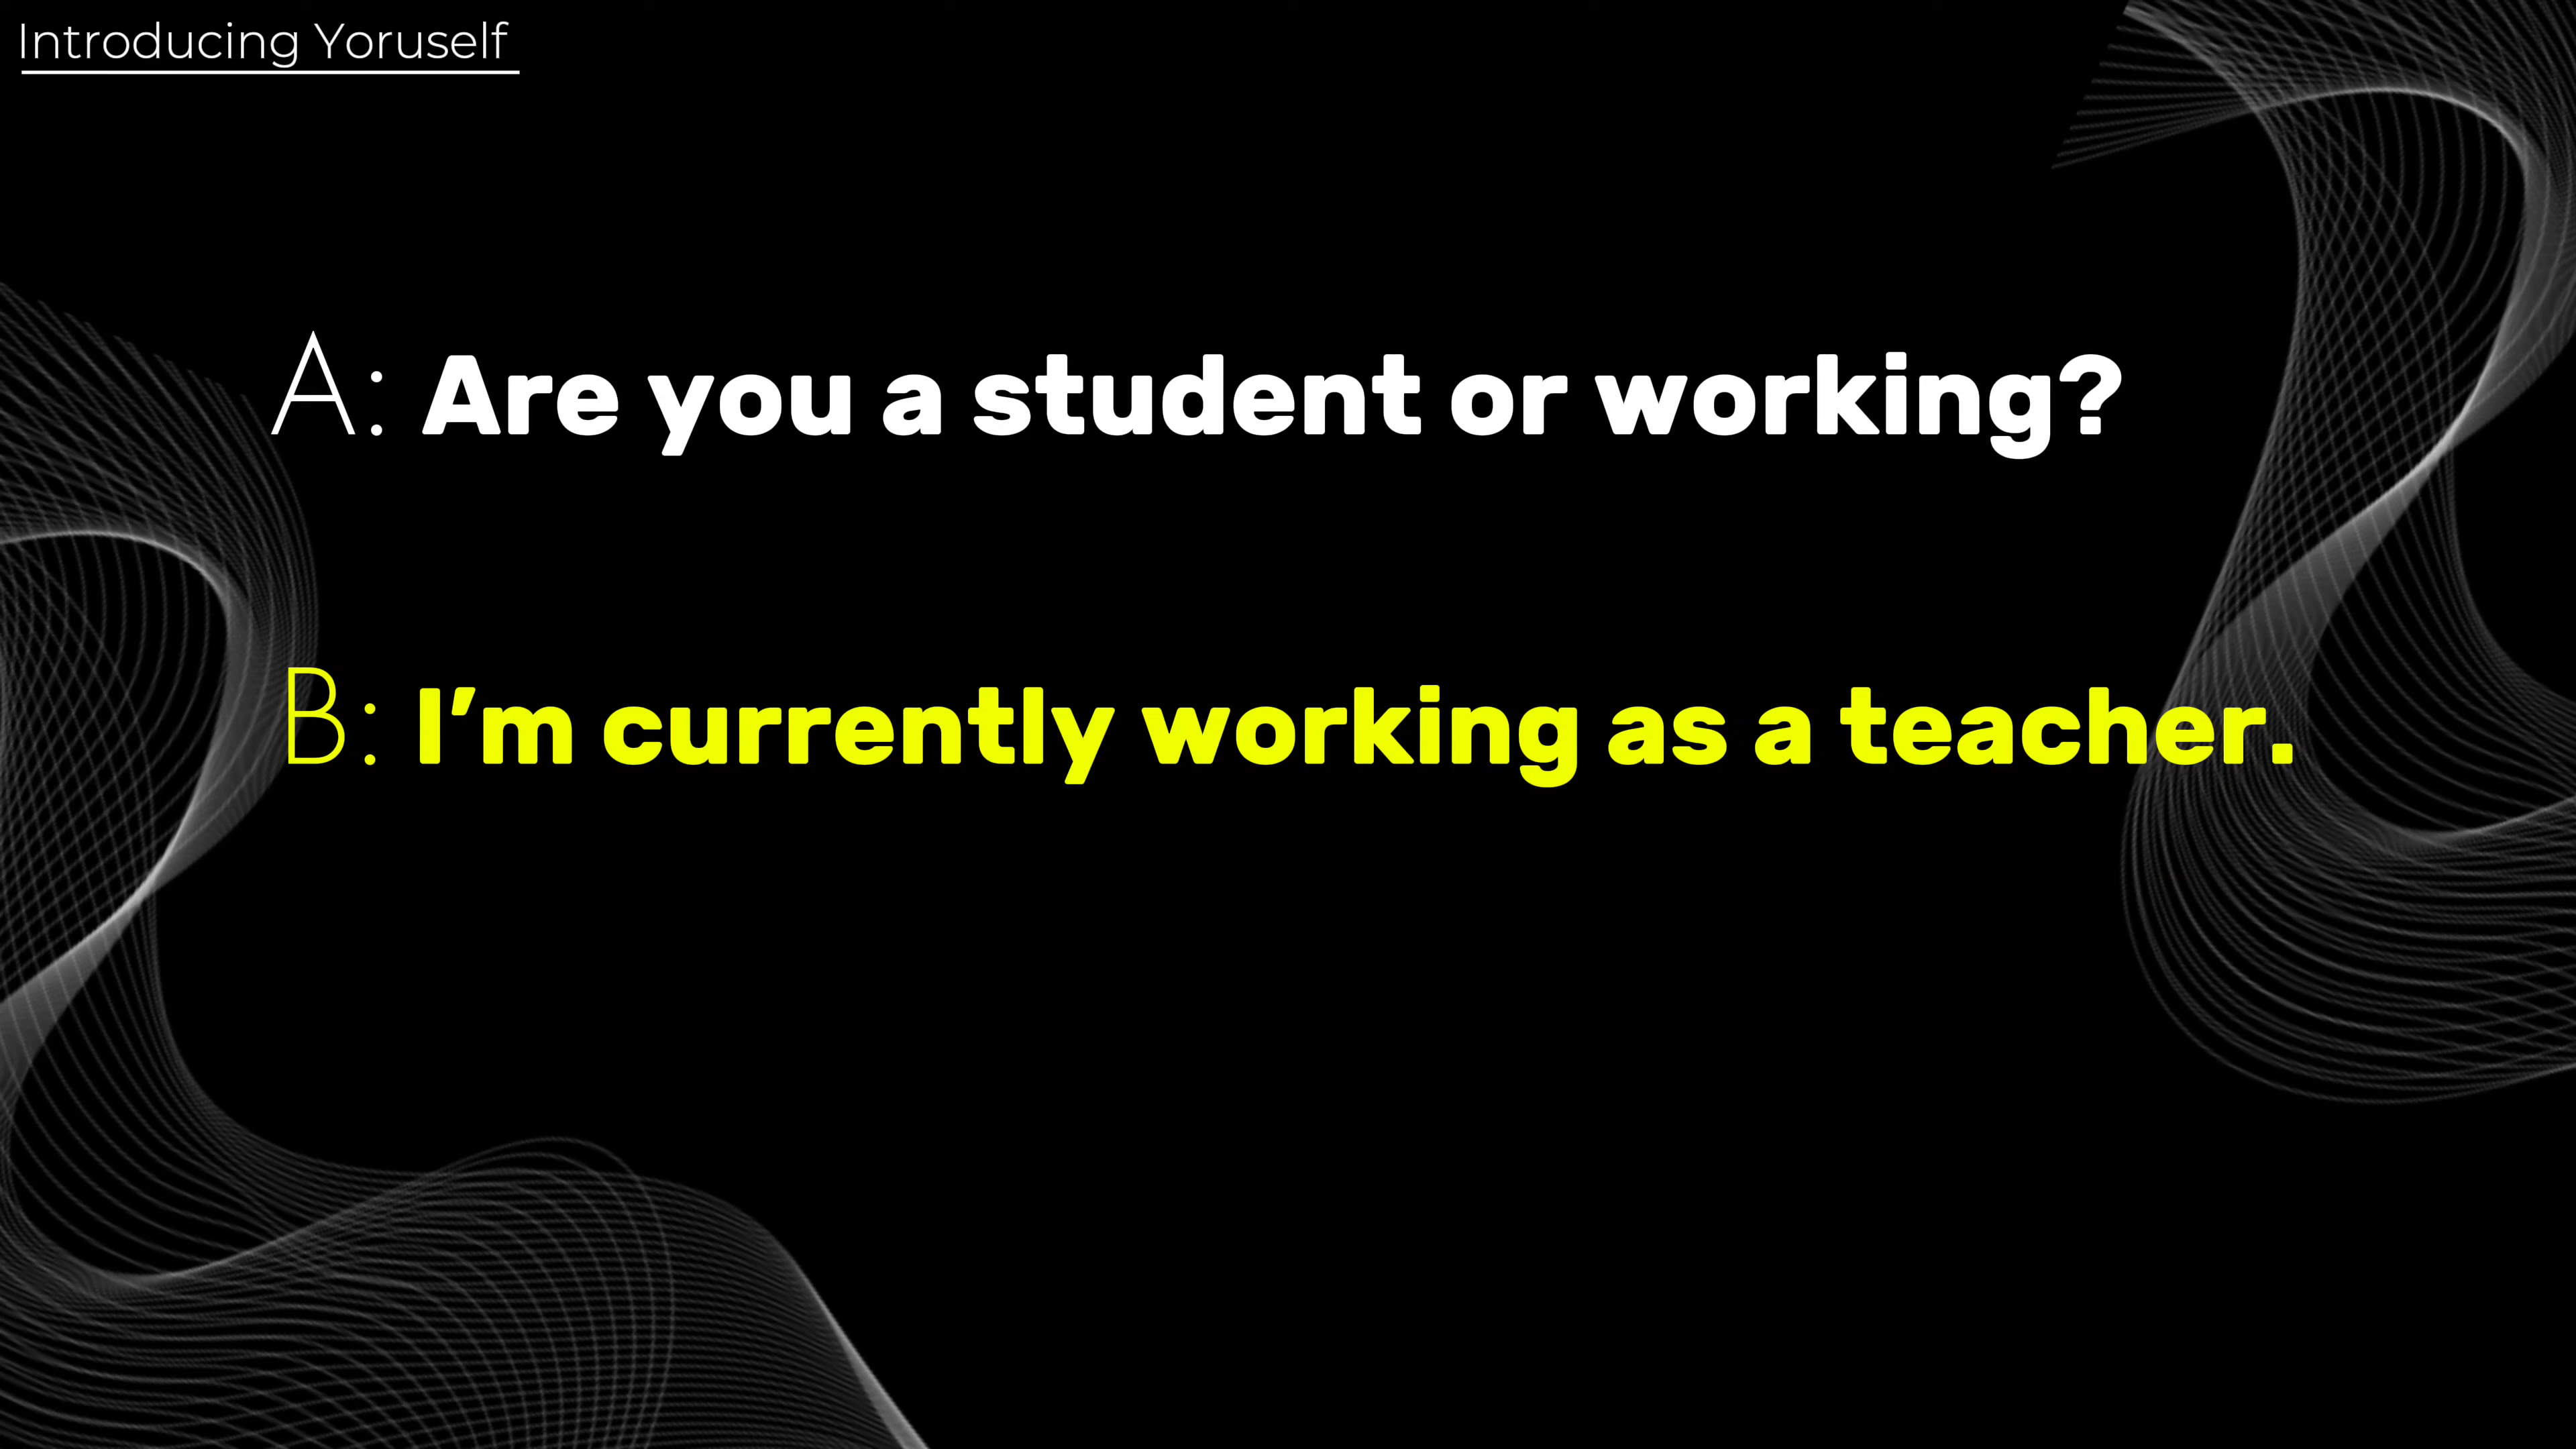 Introducing Yoruself
A: Are you a student or working?
B: I’m currently working as a teacher.